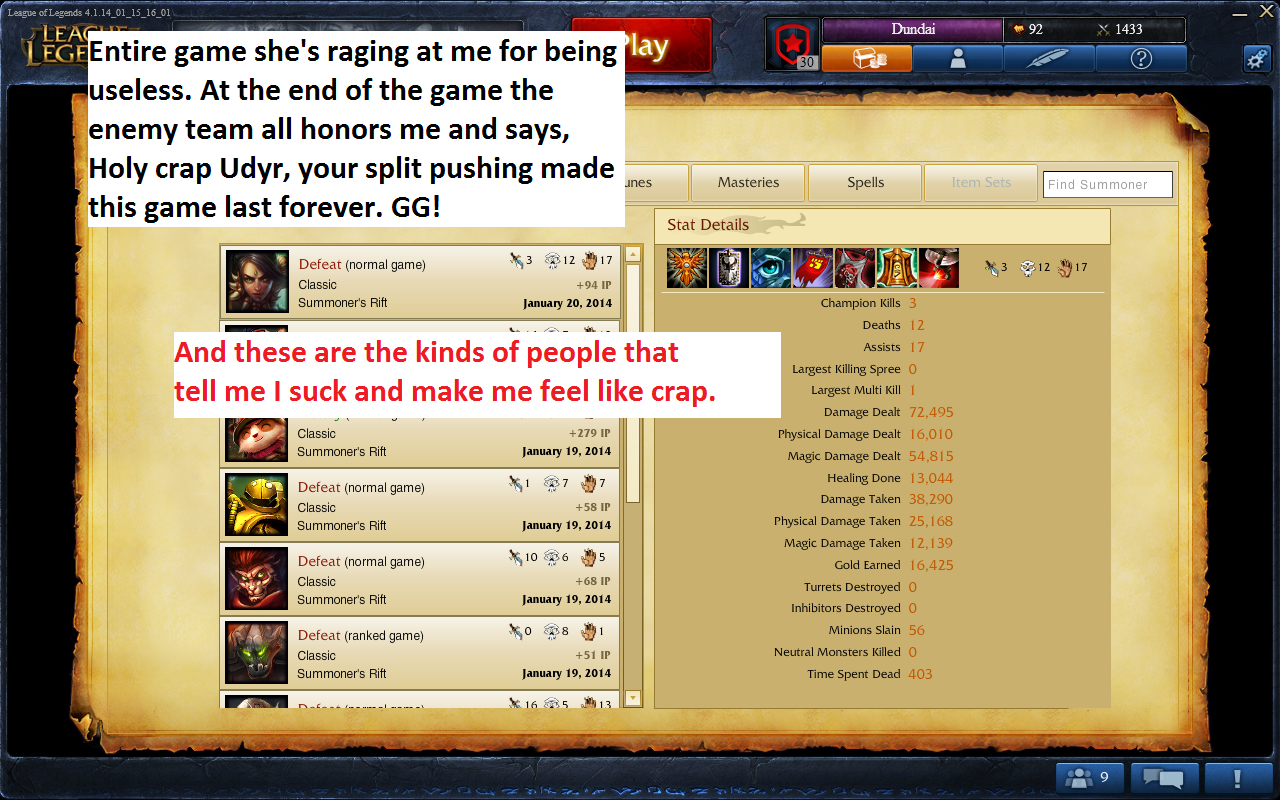 League of Legends 4.1.14_01_15_16_01
LEAGUE
LEGE
Play
30
Dundai
92
1433
Entire game she's raging at me for being
useless. At the end of the game the
enemy team all honors me and says,
Holy crap Udyr, your split pushing made
this game last forever. GG!
unes
Masteries
Spells
Item Sets
Find Summoner
Defeat (normal game)
3 12 17
Classic
+94 IP
Summoner's Rift
January 20, 2014
And these are the kinds of people that
tell me I suck and make me feel like crap.
Classic
+279 IP
Summoner's Rift
January 19, 2014
Defeat (normal game)
1 7 7
Classic
+58 IP
Summoner's Rift
January 19, 2014
Defeat (normal game)
10 6 5
Classic
+68 IP
Summoner's Rift
January 19, 2014
Defeat (ranked game)
0 8 1
Classic
+51 IP
Summoner's Rift
January 19, 2014
Defeat (normal game)
16 5 13
Stat Details
3 12 17
Champion Kills 3
Deaths 12
Assists 17
Largest Killing Spree 0
Largest Multi Kill 1
Damage Dealt 72,495
Physical Damage Dealt 16,010
Magic Damage Dealt 54,815
Healing Done 13,044
Damage Taken 38,290
Physical Damage Taken 25,168
Magic Damage Taken 12,139
Gold Earned 16,425
Turrets Destroyed 0
Inhibitors Destroyed 0
Minions Slain 56
Neutral Monsters Killed 0
Time Spent Dead 403
9